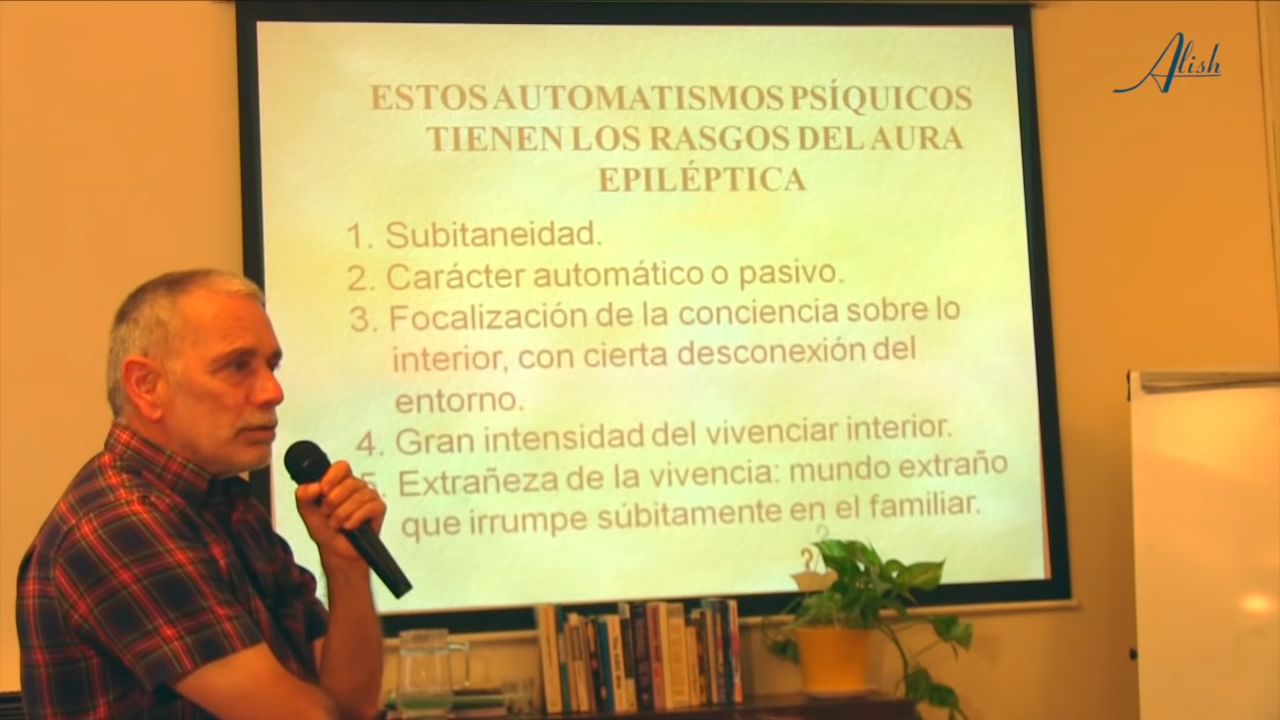 Alish
ESTOS AUTOMATISMOS PSÍQUICOS
TIENEN LOS RASGOS DEL AURA
EPILÉPTICA
1. Subitaneidad.
2. Carácter automático o pasivo.
3. Focalización de la conciencia sobre lo
interior, con cierta desconexión del
entorno.
4. Gran intensidad del vivenciar interior.
5. Extrañeza de la vivencia: mundo extraño
que irrumpe súbitamente en el familiar.